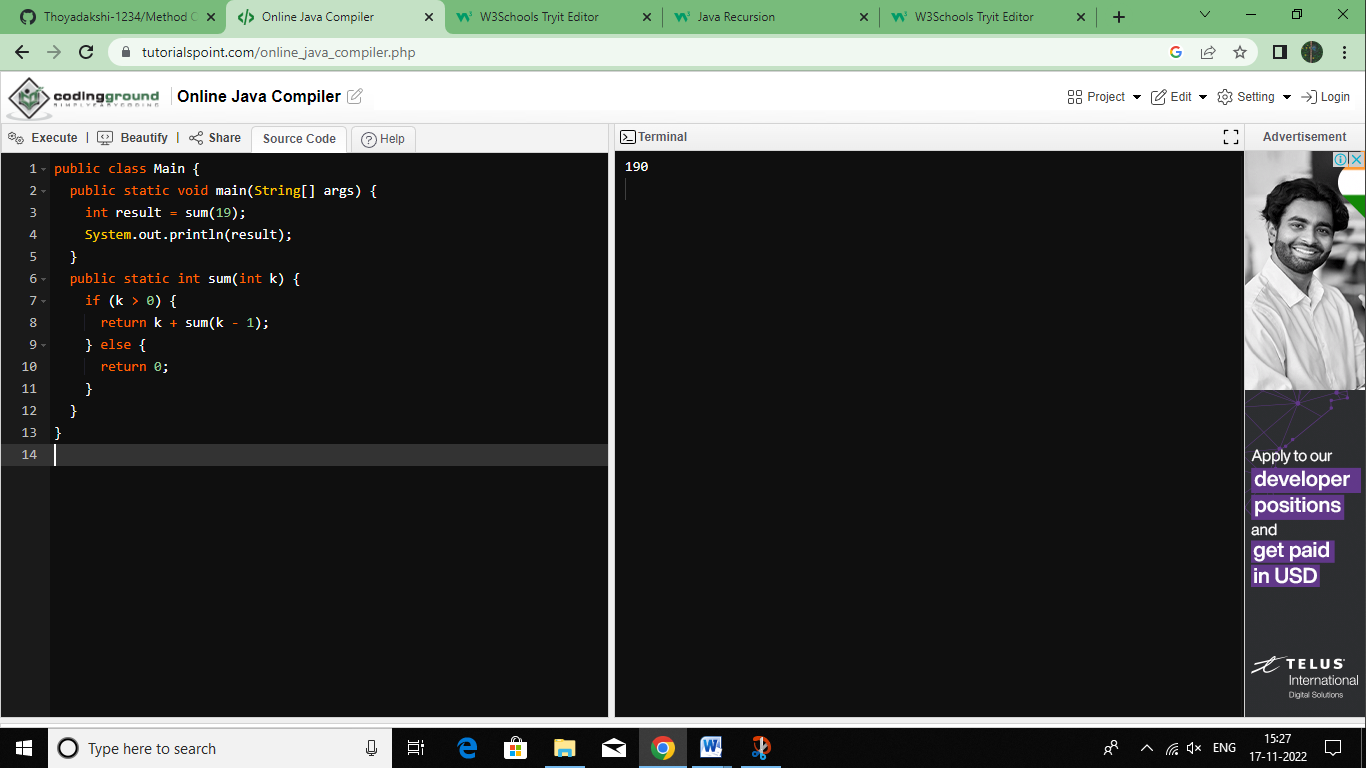 Thoyadakshi-1234/Method C
Online Java Compiler
W3Schools Tryit Editor
Java Recursion
W3Schools Tryit Editor
tutorialspoint.com/online_java_compiler.php
codingground
SIMPLYEASYCODING
Online Java Compiler
Project
Edit
Setting
Login
Execute | Beautify | Share
Source Code
Help
Terminal
Advertisement
1 public class Main {
2 public static void main(String[] args) {
3 int result = sum(19);
4 System.out.println(result);
5 }
6 public static int sum(int k) {
7 if (k > 0) {
8 return k + sum(k - 1);
9 } else {
10 return 0;
11 }
12 }
13 }
14
190
Apply to our
developer
positions
and
get paid
in USD
TELUS
International
Digital Solutions
Type here to search
ENG
15:27
17-11-2022